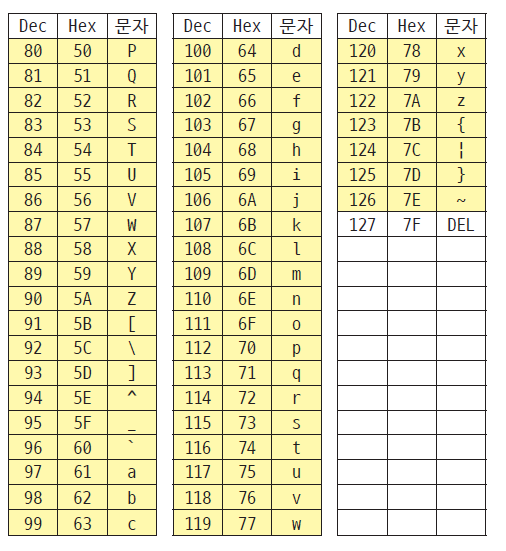 Dec Hex 문자 Dec Hex 문자 Dec Hex 문자
80 50 P 100 64 d 120 78 x
81 51 Q 101 65 e 121 79 y
82 52 R 102 66 f 122 7A z
83 53 S 103 67 g 123 7B {
84 54 T 104 68 h 124 7C ¦
85 55 U 105 69 i 125 7D }
86 56 V 106 6A j 126 7E ~
87 57 W 107 6B k 127 7F DEL
88 58 X 108 6C l
89 59 Y 109 6D m
90 5A Z 110 6E n
91 5B [ 111 6F o
92 5C \ 112 70 p
93 5D ] 113 71 q
94 5E ^ 114 72 r
95 5F _ 115 73 s
96 60 ` 116 74 t
97 61 a 117 75 u
98 62 b 118 76 v
99 63 c 119 77 w